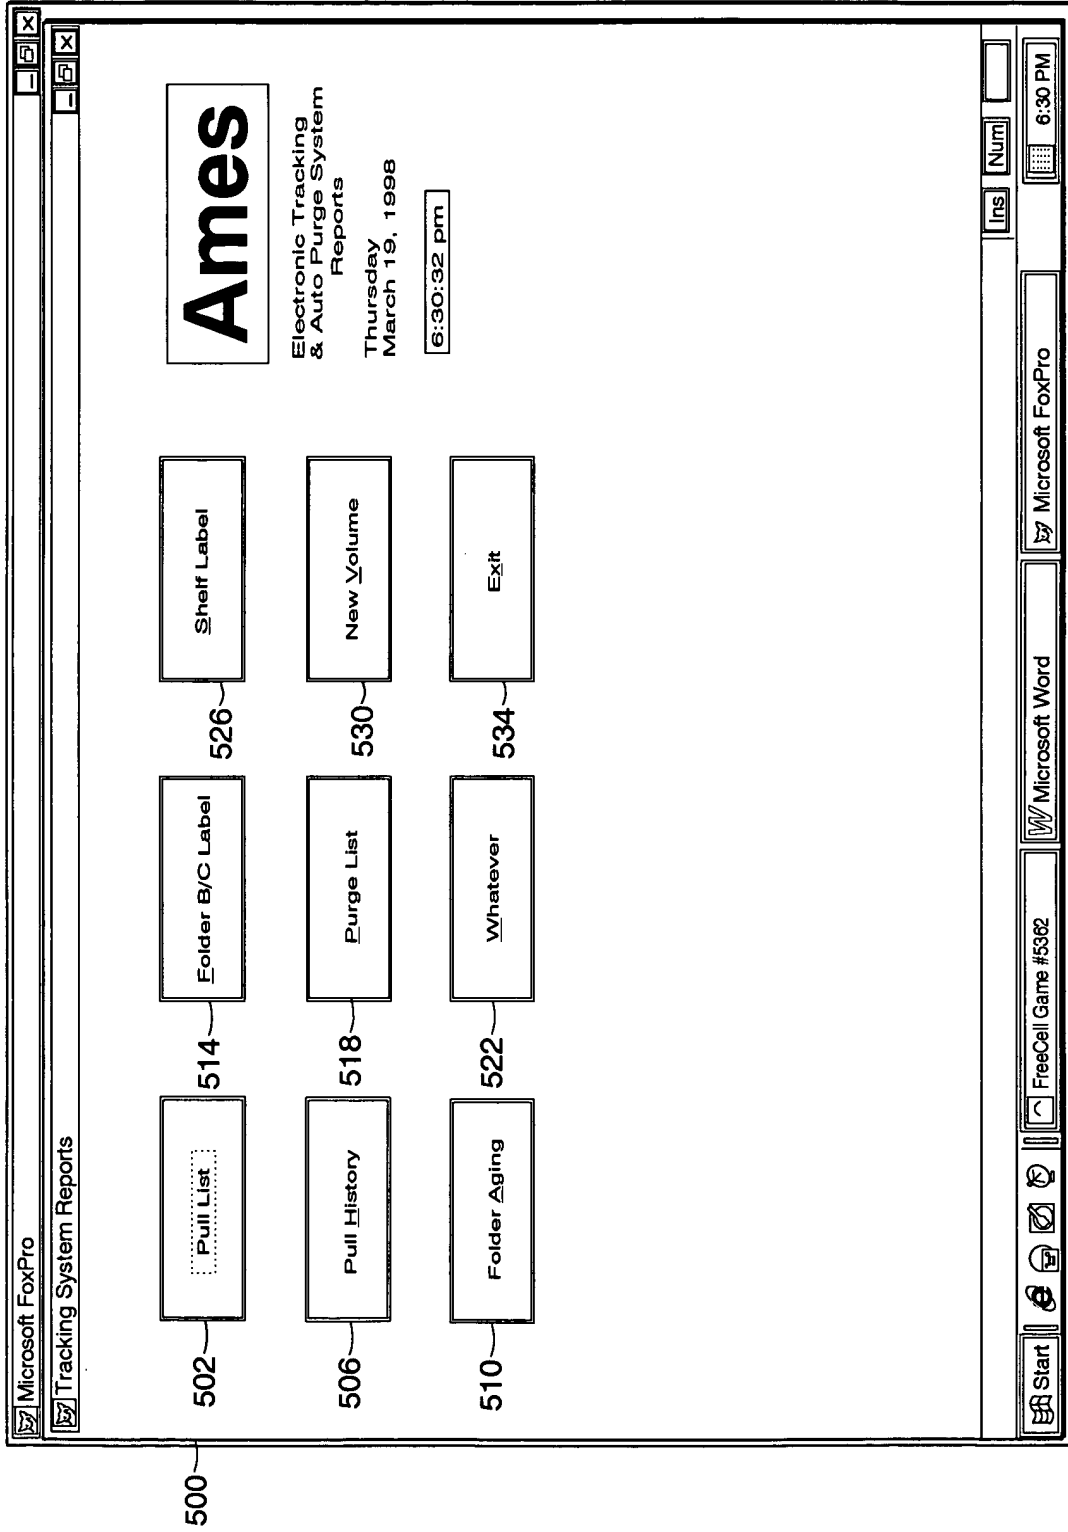 Microsoft FoxPro
Tracking System Reports
500
502
Pull List
514
Folder B/C Label
526
Shelf Label
506
Pull History
518
Purge List
530
New Volume
510
Folder Aging
522
Whatever
534
Exit
Ames
Electronic Tracking
& Auto Purge System
Reports
Thursday
March 19, 1998
6:30:32 pm
Ins
Num
Start
FreeCell Game #5362
W Microsoft Word
Microsoft FoxPro
6:30 PM